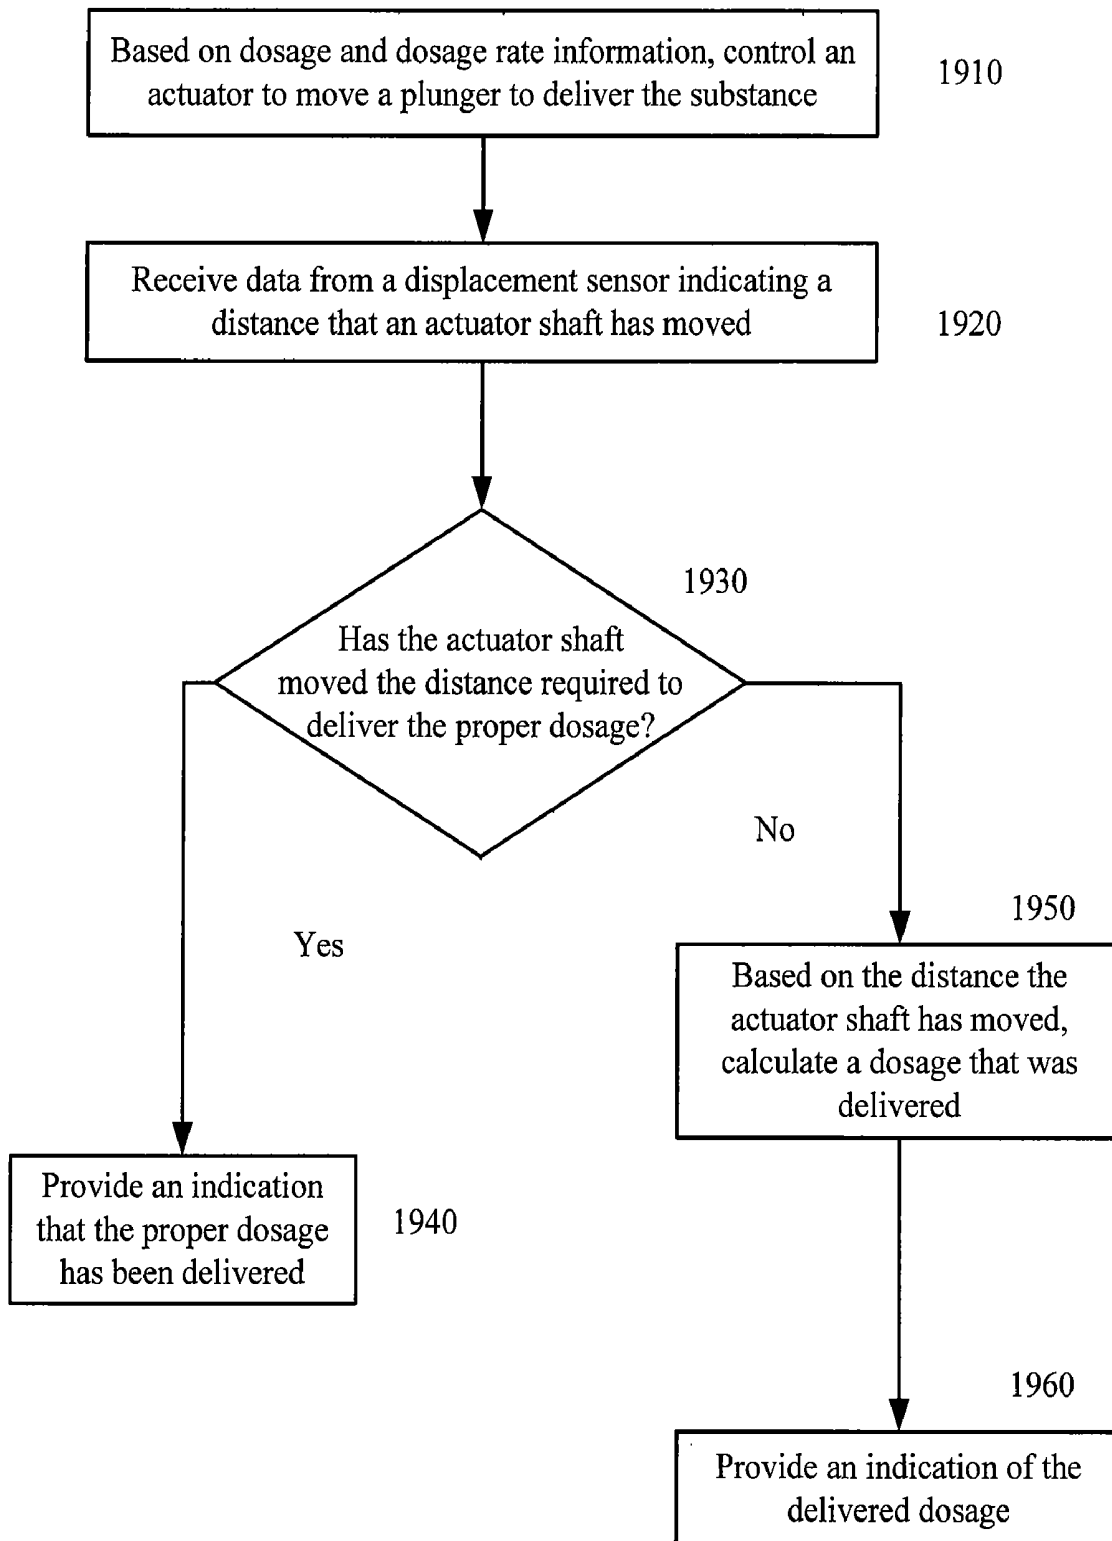 Based on dosage and dosage rate information, control an
actuator to move a plunger to deliver the substance
1910
Receive data from a displacement sensor indicating a
distance that an actuator shaft has moved
1920
1930
Has the actuator shaft
moved the distance required to
deliver the proper dosage?
No
Yes
1950
Based on the distance the
actuator shaft has moved,
calculate a dosage that was
delivered
Provide an indication
that the proper dosage
has been delivered
1940
1960
Provide an indication of the
delivered dosage